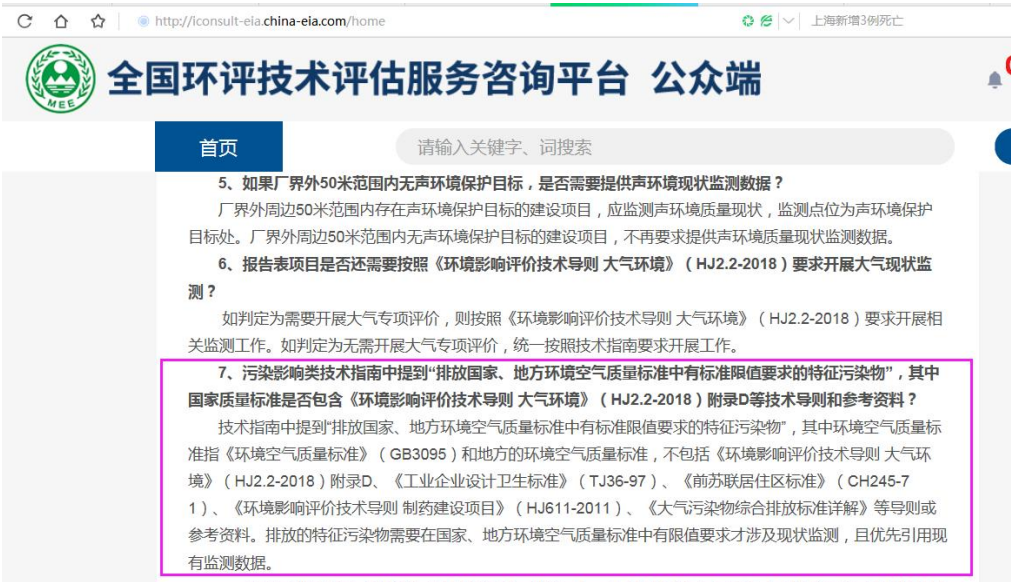 http://iconsult-eia.china-eia.com/home
上海新增3例死亡
MEE
全国环评技术评估服务咨询平台 公众端
首页
请输入关键字、词搜索
5、如果厂界外50米范围内无声环境保护目标，是否需要提供声环境现状监测数据？
厂界外周边50米范围内存在声环境保护目标的建设项目，应监测声环境质量现状，监测点位为声环境保护
目标处。厂界外周边50米范围内无声环境保护目标的建设项目，不再要求提供声环境质量现状监测数据。
6、报告表项目是否还需要按照《环境影响评价技术导则 大气环境》（HJ2.2-2018）要求开展大气现状监
测？
如判定为需要开展大气专项评价，则按照《环境影响评价技术导则 大气环境》（HJ2.2-2018）要求开展相
关监测工作。如判定为无需开展大气专项评价，统一按照技术指南要求开展工作。
7、污染影响类技术指南中提到“排放国家、地方环境空气质量标准中有标准限值要求的特征污染物”，其中
国家质量标准是否包含《环境影响评价技术导则 大气环境》（HJ2.2-2018）附录D等技术导则和参考资料？
技术指南中提到“排放国家、地方环境空气质量标准中有标准限值要求的特征污染物”，其中环境空气质量标
准指《环境空气质量标准》（GB3095）和地方的环境空气质量标准，不包括《环境影响评价技术导则 大气环
境》（HJ2.2-2018）附录D、《工业企业设计卫生标准》（TJ36-97）、《前苏联居住区标准》（CH245-7
1）、《环境影响评价技术导则 制药建设项目》（HJ611-2011）、《大气污染物综合排放标准详解》等导则或
参考资料。排放的特征污染物需要在国家、地方环境空气质量标准中有限值要求才涉及现状监测，且优先引用现
有监测数据。